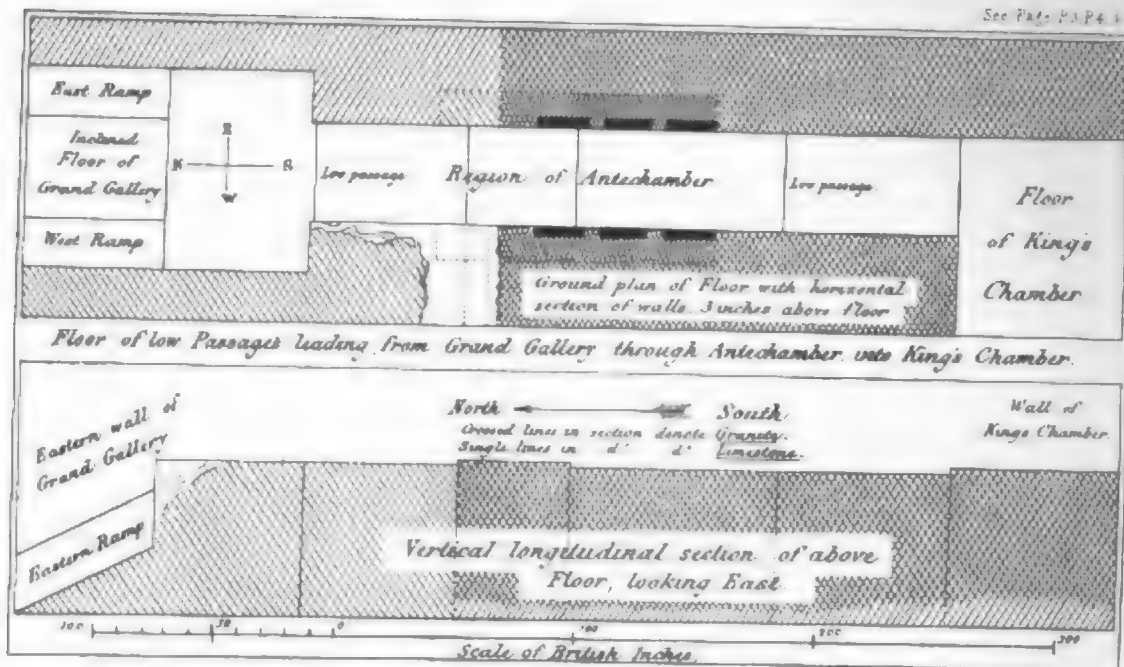 See Page
East Ramp
Inclined
Floor of
Grand Gallery
West Ramp
E
N S
W
Low passage
Region of Antechamber
Low passage
Floor
of King's
Chamber
Ground plan of Floor with horizontal
section of walls 3 inches above floor
Floor of low Passages leading from Grand Gallery through Antechamber into King's Chamber.
Eastern wall of
Grand Gallery
Eastern Ramp
North South
Crossed lines in section denote Granite.
Single lines in d° d° Limestone.
Wall of
Kings Chamber
Vertical longitudinal section of above
Floor, looking East
100 50 0 100 200 300
Scale of British Inches.